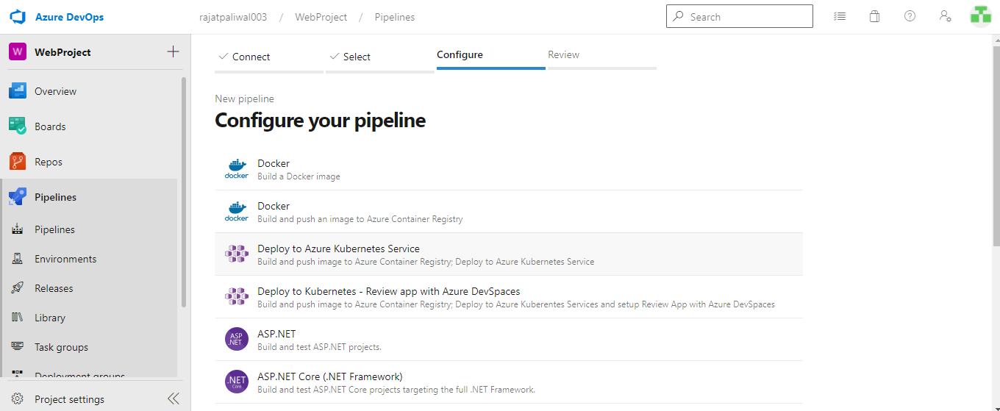 Azure DevOps
rajatpaliwal003 / WebProject / Pipelines
Search
W WebProject
Overview
Boards
Repos
Pipelines
Pipelines
Environments
Releases
Library
Task groups
Deployment groups
Project settings
Connect
Select
Configure
Review
New pipeline
Configure your pipeline
docker
Docker
Build a Docker image
docker
Docker
Build and push an image to Azure Container Registry
Deploy to Azure Kubernetes Service
Build and push image to Azure Container Registry; Deploy to Azure Kubernetes Service
Deploy to Kubernetes - Review app with Azure DevSpaces
Build and push image to Azure Container Registry; Deploy to Azure Kuberentes Services and setup Review App with Azure DevSpaces
ASP
.NET
ASP.NET
Build and test ASP.NET projects.
.NET
Core
ASP.NET Core (.NET Framework)
Build and test ASP.NET Core projects targeting the full .NET Framework.